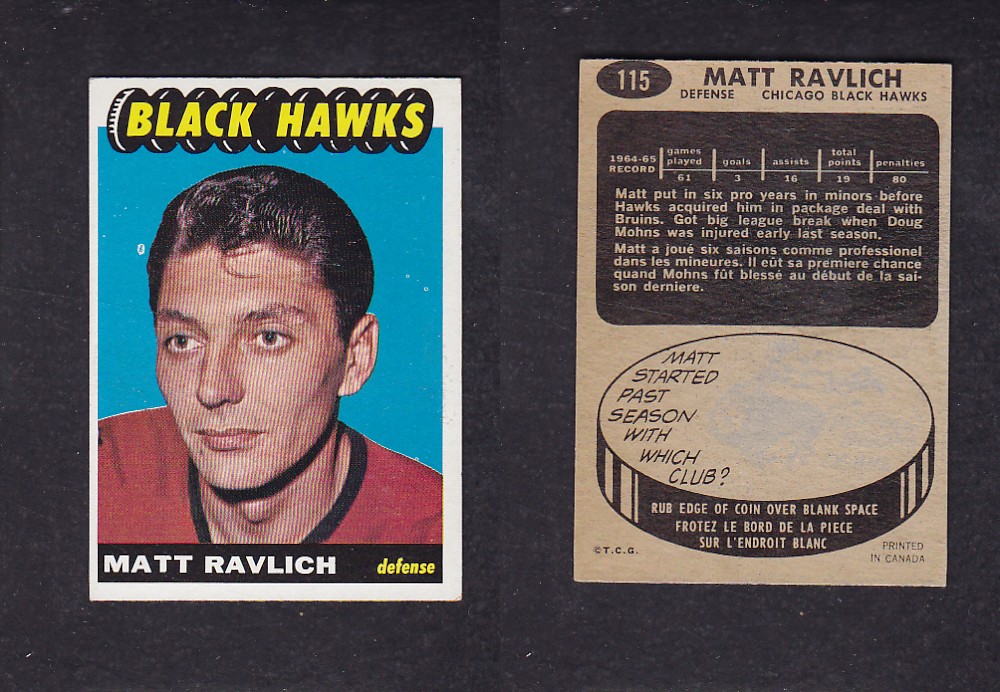 BLACK HAWKS
MATT RAVLICH
defense
115
MATT RAVLICH
DEFENSE CHICAGO BLACK HAWKS
1964-65 RECORD
games played
goals
assists
total points
penalties
61 3 16 19 80
Matt put in six pro years in minors before
Hawks acquired him in package deal with
Bruins. Got big league break when Doug
Mohns was injured early last season.
Matt a joué six saisons comme professionel
dans les mineures. Il eût sa premiere chance
quand Mohns fût blessé au début de la sai-
son derniere.
MATT
STARTED
PAST
SEASON
WITH
WHICH
CLUB?
RUB EDGE OF COIN OVER BLANK SPACE
FROTEZ LE BORD DE LA PIECE
SUR L'ENDROIT BLANC
©T.C.G.
PRINTED
IN CANADA